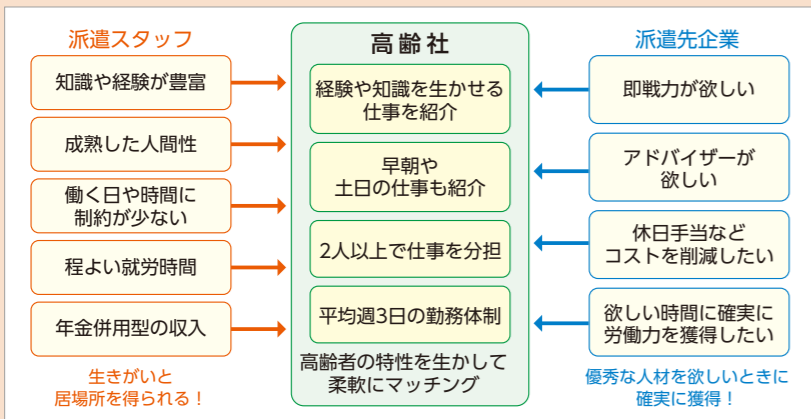 派遣スタッフ
知識や経験が豊富
成熟した人間性
働く日や時間に
制約が少ない
程よい就労時間
年金併用型の収入
生きがいと
居場所を得られる！
高齢社
経験や知識を生かせる
仕事を紹介
早朝や
土日の仕事も紹介
2人以上で仕事を分担
平均週3日の勤務体制
高齢者の特性を生かして
柔軟にマッチング
派遣先企業
即戦力が欲しい
アドバイザーが
欲しい
休日手当など
コストを削減したい
欲しい時間に確実に
労働力を獲得したい
優秀な人材を欲しいときに
確実に獲得！